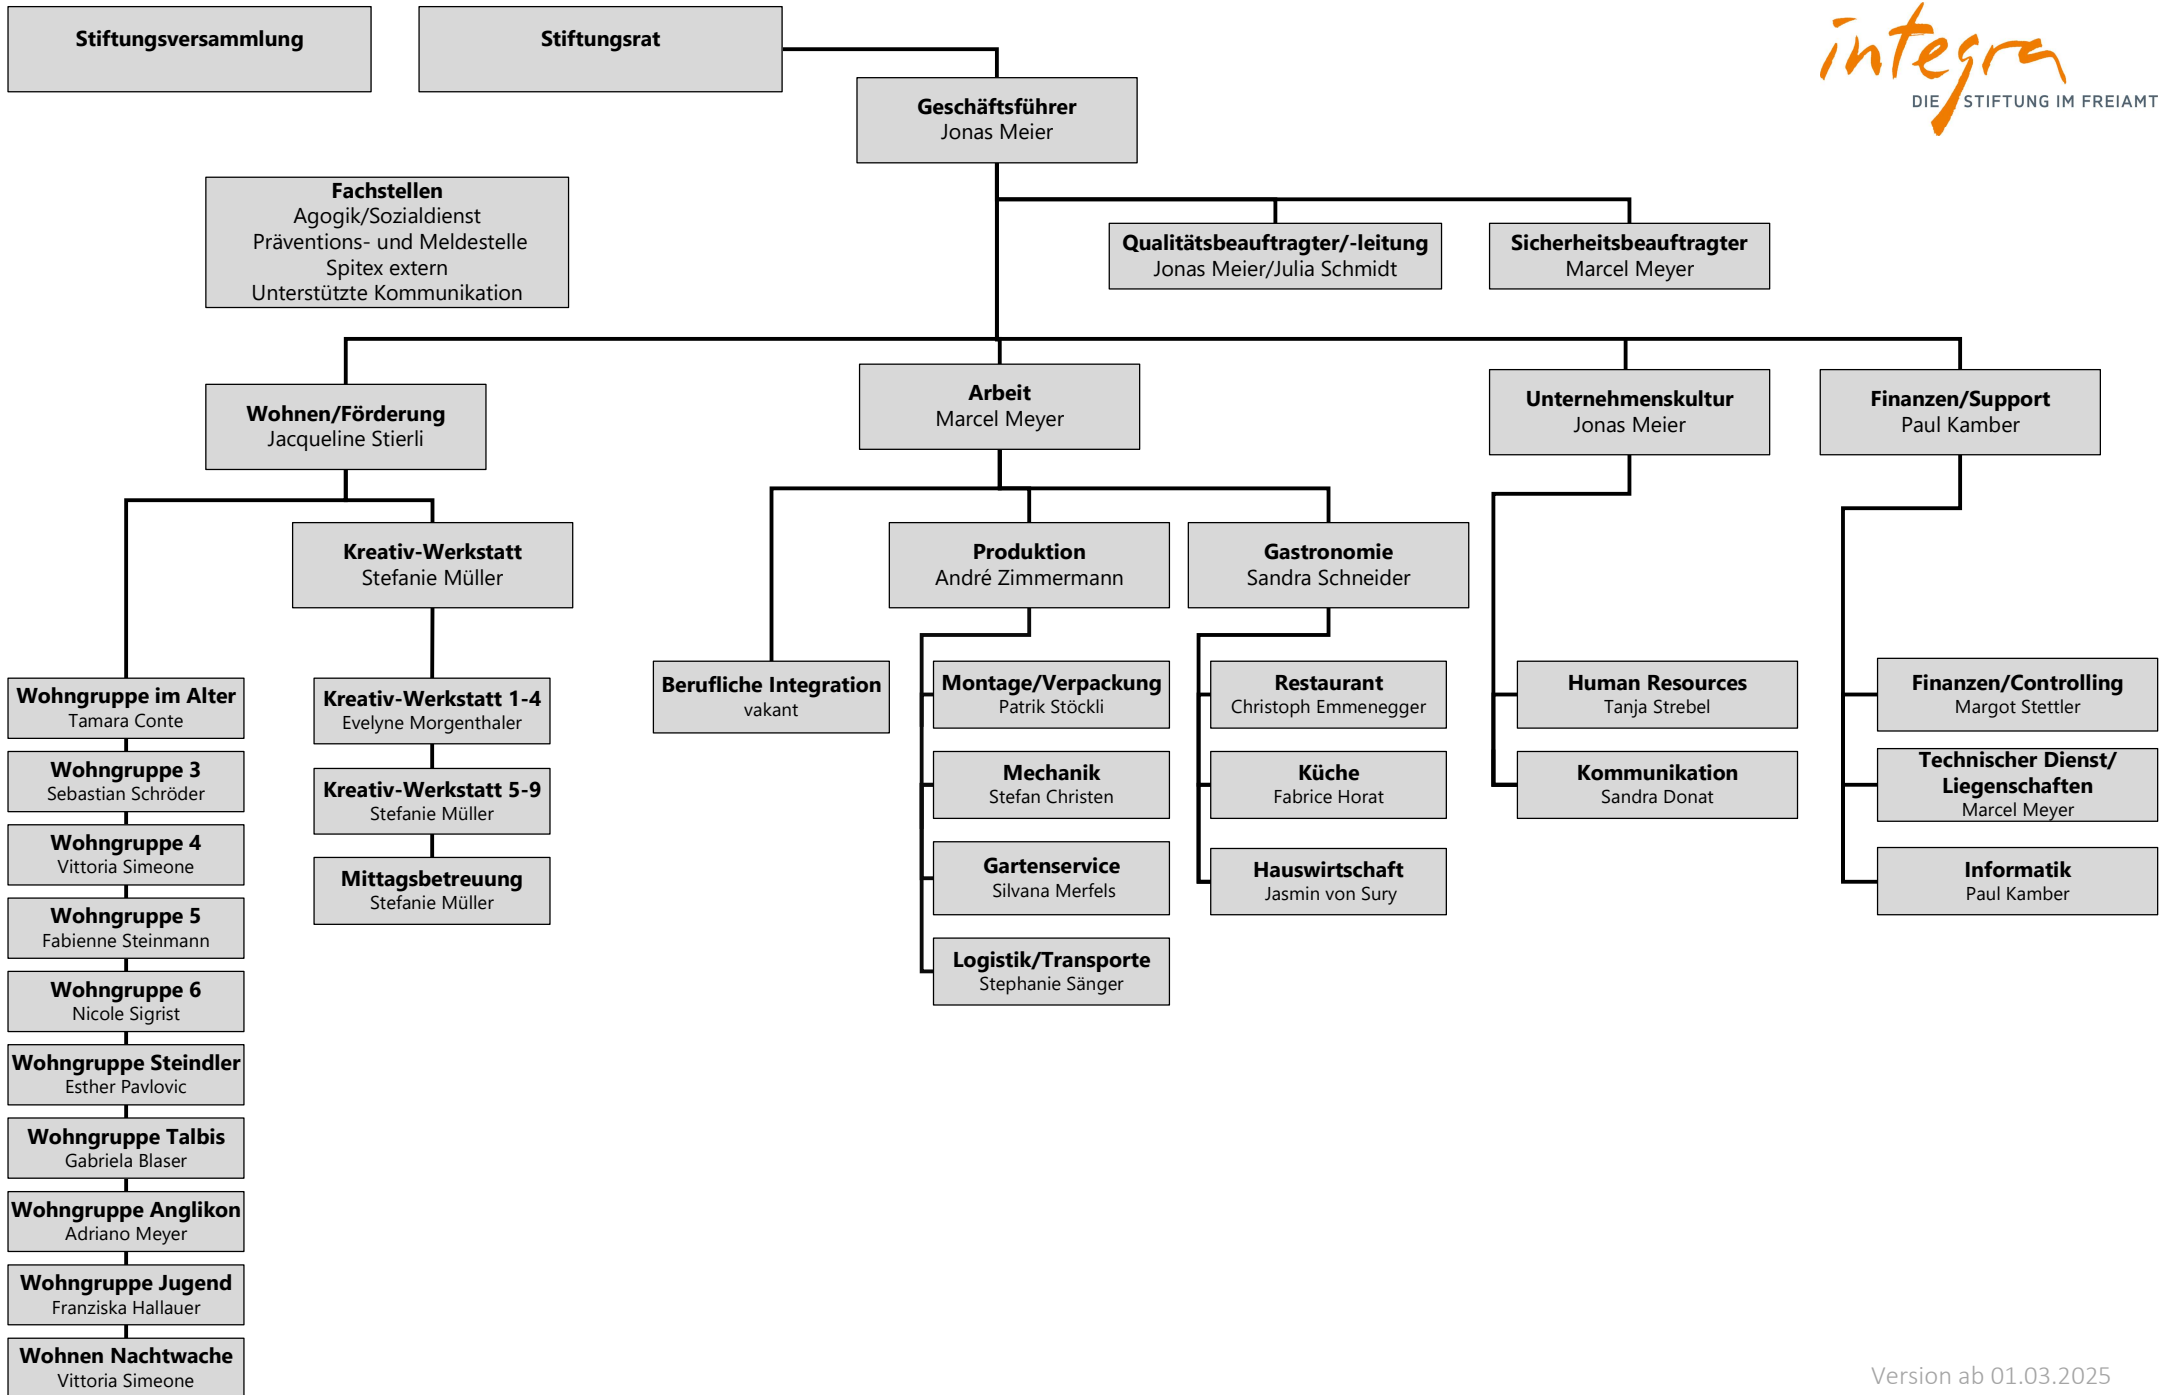 Stiftungsversammlung
Stiftungsrat
integra
DIE STIFTUNG IM FREIAMT
Geschäftsführer
Jonas Meier
Fachstellen
Agogik/Sozialdienst
Präventions- und Meldestelle
Spitex extern
Unterstützte Kommunikation
Qualitätsbeauftragter/-leitung
Jonas Meier/Julia Schmidt
Sicherheitsbeauftragter
Marcel Meyer
Wohnen/Förderung
Jacqueline Stierli
Arbeit
Marcel Meyer
Unternehmenskultur
Jonas Meier
Finanzen/Support
Paul Kamber
Kreativ-Werkstatt
Stefanie Müller
Produktion
André Zimmermann
Gastronomie
Sandra Schneider
Wohngruppe im Alter
Tamara Conte
Wohngruppe 3
Sebastian Schröder
Wohngruppe 4
Vittoria Simeone
Wohngruppe 5
Fabienne Steinmann
Wohngruppe 6
Nicole Sigrist
Wohngruppe Steindler
Esther Pavlovic
Wohngruppe Talbis
Gabriela Blaser
Wohngruppe Anglikon
Adriano Meyer
Wohngruppe Jugend
Franziska Hallauer
Wohnen Nachtwache
Vittoria Simeone
Kreativ-Werkstatt 1-4
Evelyne Morgenthaler
Kreativ-Werkstatt 5-9
Stefanie Müller
Mittagsbetreuung
Stefanie Müller
Berufliche Integration
vakant
Montage/Verpackung
Patrik Stöckli
Mechanik
Stefan Christen
Gartenservice
Silvana Merfels
Logistik/Transporte
Stephanie Sänger
Restaurant
Christoph Emmenegger
Küche
Fabrice Horat
Hauswirtschaft
Jasmin von Sury
Human Resources
Tanja Strebel
Kommunikation
Sandra Donat
Finanzen/Controlling
Margot Stettler
Technischer Dienst/
Liegenschaften
Marcel Meyer
Informatik
Paul Kamber
Version ab 01.03.2025